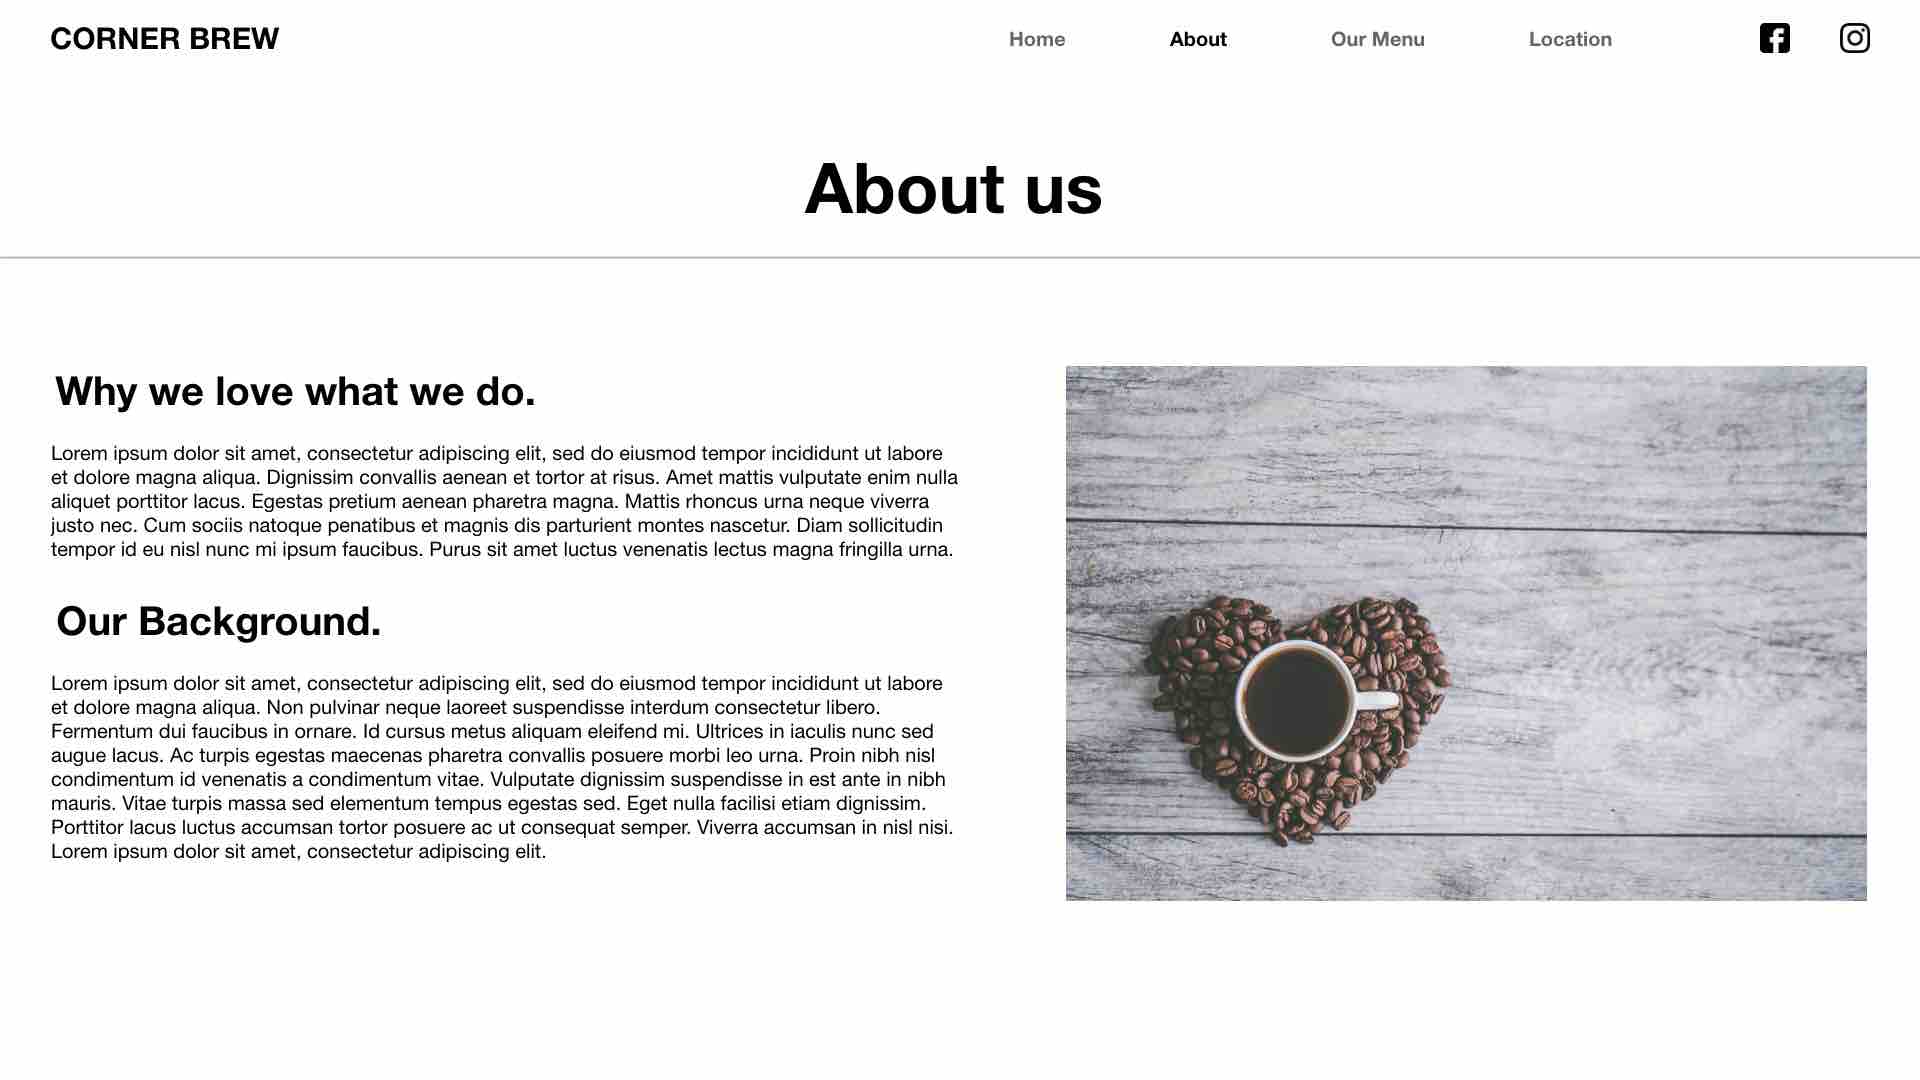 CORNER BREW
Home
About
Our Menu
Location
About us
Why we love what we do.
Lorem ipsum dolor sit amet, consectetur adipiscing elit, sed do eiusmod tempor incididunt ut labore
et dolore magna aliqua. Dignissim convallis aenean et tortor at risus. Amet mattis vulputate enim nulla
aliquet porttitor lacus. Egestas pretium aenean pharetra magna. Mattis rhoncus urna neque viverra
justo nec. Cum sociis natoque penatibus et magnis dis parturient montes nascetur. Diam sollicitudin
tempor id eu nisl nunc mi ipsum faucibus. Purus sit amet luctus venenatis lectus magna fringilla urna.
Our Background.
Lorem ipsum dolor sit amet, consectetur adipiscing elit, sed do eiusmod tempor incididunt ut labore
et dolore magna aliqua. Non pulvinar neque laoreet suspendisse interdum consectetur libero.
Fermentum dui faucibus in ornare. Id cursus metus aliquam eleifend mi. Ultrices in iaculis nunc sed
augue lacus. Ac turpis egestas maecenas pharetra convallis posuere morbi leo urna. Proin nibh nisl
condimentum id venenatis a condimentum vitae. Vulputate dignissim suspendisse in est ante in nibh
mauris. Vitae turpis massa sed elementum tempus egestas sed. Eget nulla facilisi etiam dignissim.
Porttitor lacus luctus accumsan tortor posuere ac ut consequat semper. Viverra accumsan in nisl nisi.
Lorem ipsum dolor sit amet, consectetur adipiscing elit.